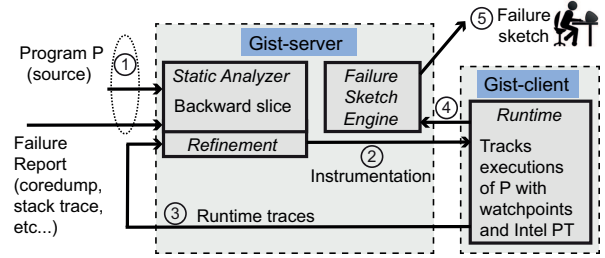 Gist-server
⑤ Failure
sketch
Program P
(source)
①
Static Analyzer
Backward slice
Refinement
Failure
Sketch
Engine
Gist-client
④
Runtime
Tracks
executions
of P with
watchpoints
and Intel PT
②
Instrumentation
Failure
Report
(coredump,
stack trace,
etc...)
③ Runtime traces